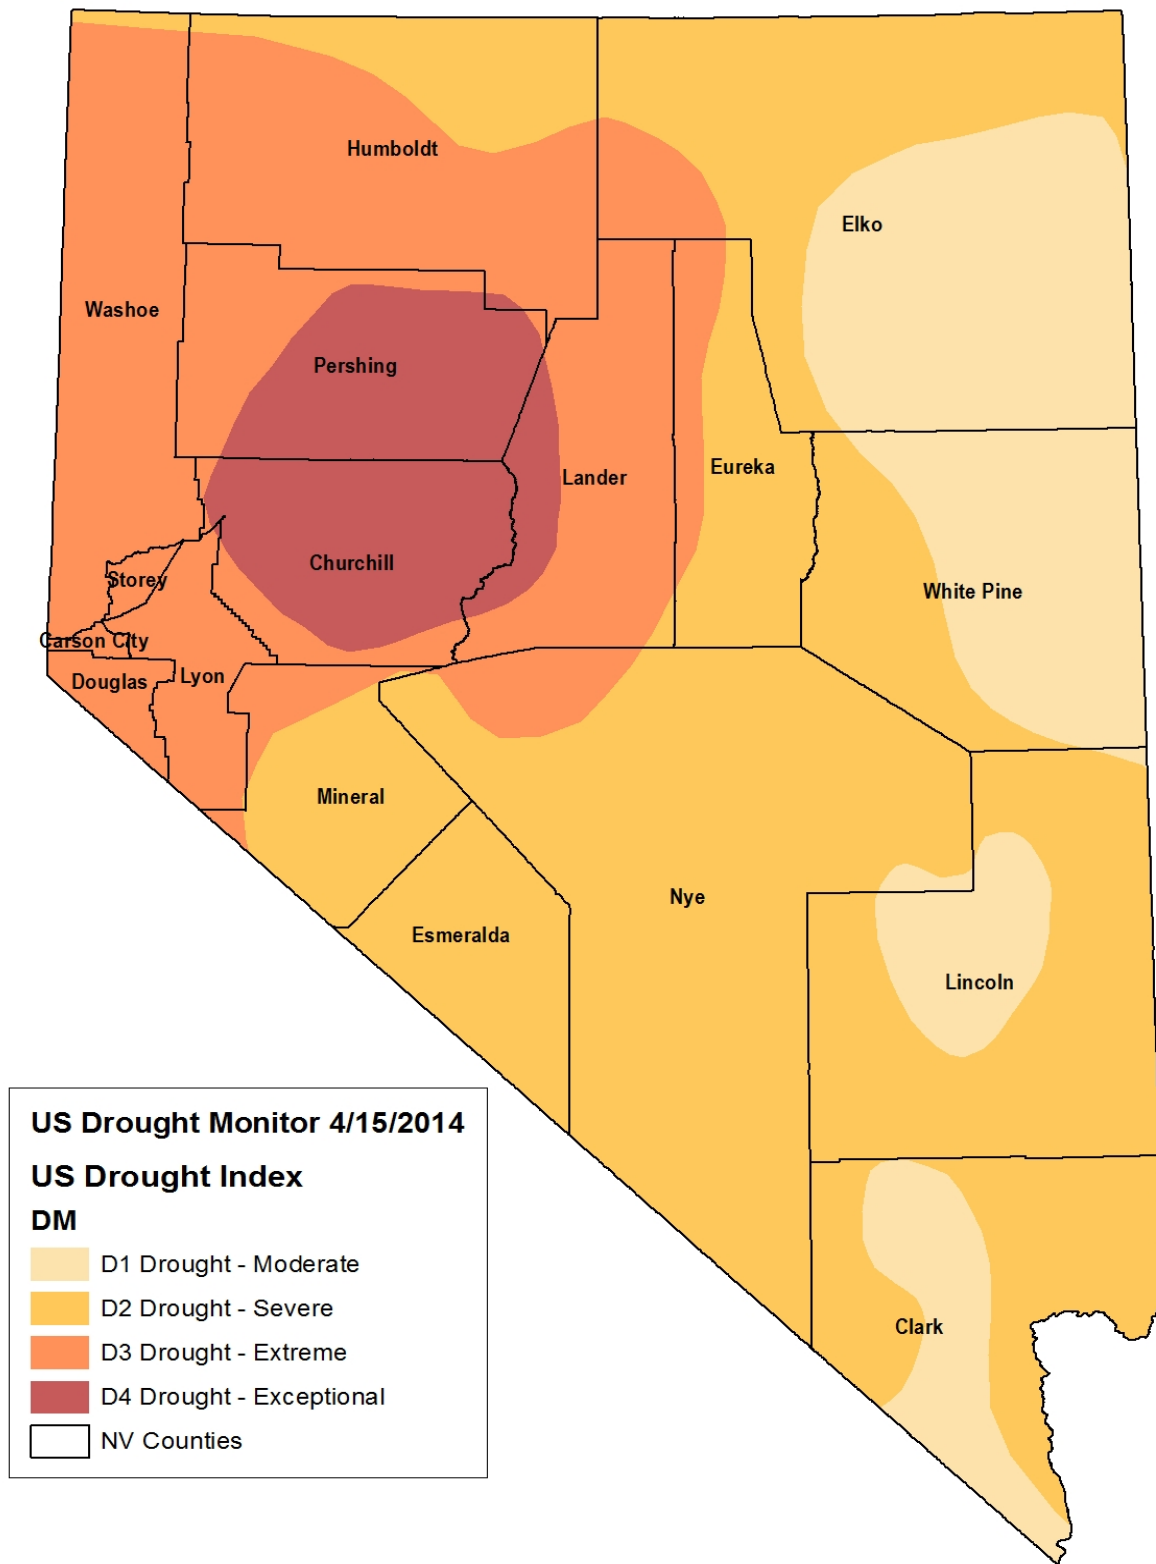 Humboldt
Elko
Washoe
Pershing
Eureka
Lander
Churchill
Storey
White Pine
Carson City
Lyon
Douglas
Mineral
Nye
Esmeralda
Lincoln
Clark
US Drought Monitor 4/15/2014
US Drought Index
DM
D1 Drought - Moderate
D2 Drought - Severe
D3 Drought - Extreme
D4 Drought - Exceptional
NV Counties